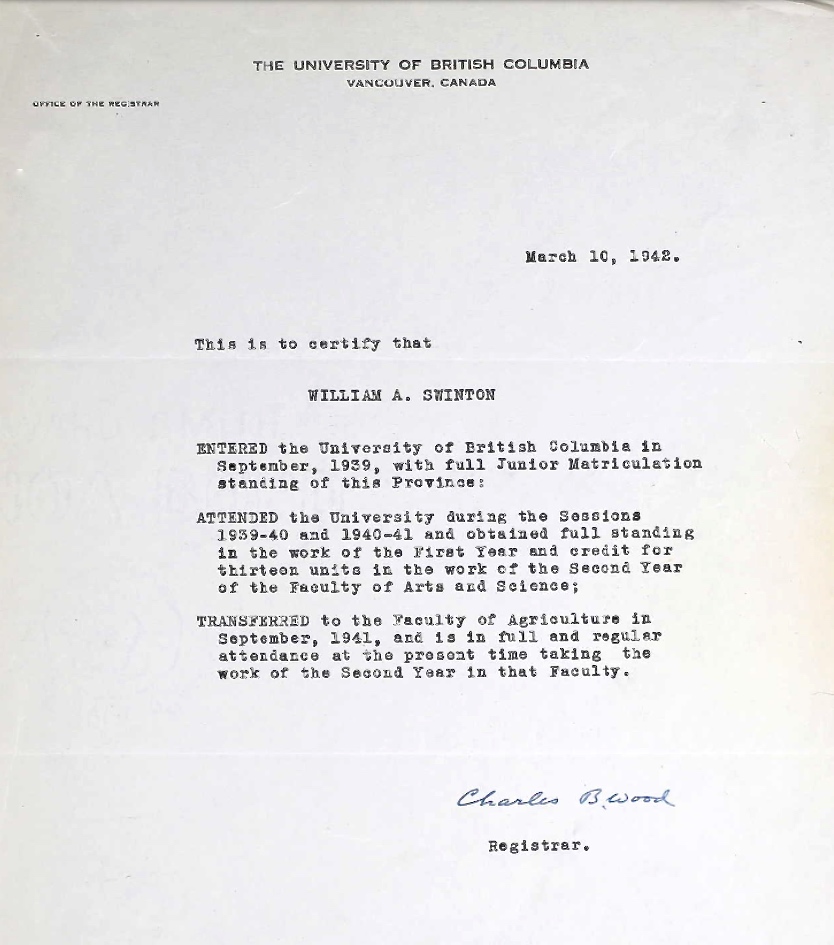 THE UNIVERSITY OF BRITISH COLUMBIA
VANCOUVER, CANADA
OFFICE OF THE REGISTRAR
March 10, 1942.
This is to certify that
WILLIAM A. SWINTON
ENTERED the University of British Columbia in
September, 1939, with full Junior Matriculation
standing of this Province:
ATTENDED the University during the Sessions
1939-40 and 1940-41 and obtained full standing
in the work of the First Year and credit for
thirteen units in the work of the Second Year
of the Faculty of Arts and Science;
TRANSFERRED to the Faculty of Agriculture in
September, 1941, and is in full and regular
attendance at the present time taking the
work of the Second Year in that Faculty.
Charles B. Wood
Registrar.